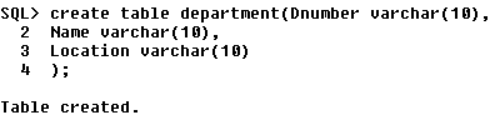 SQL> create table department(Dnumber varchar(10),
  2  Name varchar(10),
  3  Location varchar(10)
  4  );

Table created.